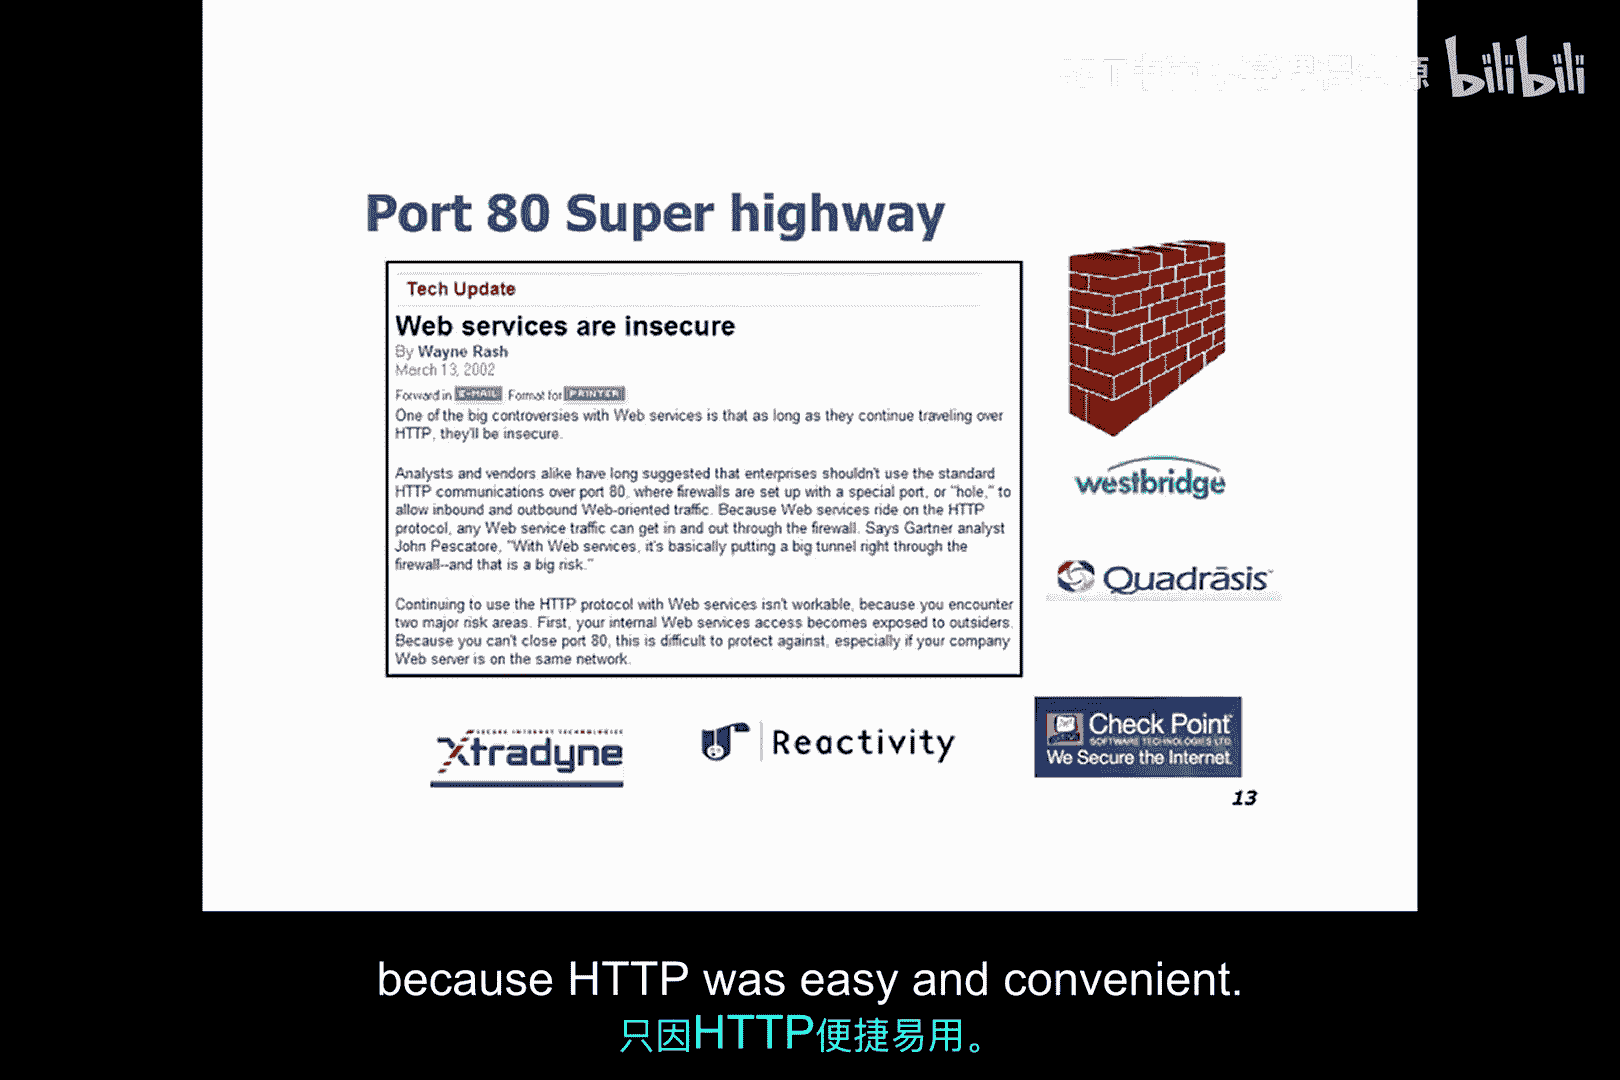 bilibili
Port 80 Super highway
Tech Update
Web services are insecure
By Wayne Rash
March 13, 2002
Forward in E-MAIL Format for PRINTER
One of the big controversies with Web services is that as long as they continue traveling over
HTTP, they'll be insecure.
Analysts and vendors alike have long suggested that enterprises shouldn't use the standard
HTTP communications over port 80, where firewalls are set up with a special port, or "hole," to
allow inbound and outbound Web-oriented traffic. Because Web services ride on the HTTP
protocol, any Web service traffic can get in and out through the firewall. Says Gartner analyst
John Pescatore, "With Web services, it's basically putting a big tunnel right through the
firewall--and that is a big risk."
Continuing to use the HTTP protocol with Web services isn't workable, because you encounter
two major risk areas. First, your internal Web services access becomes exposed to outsiders.
Because you can't close port 80, this is difficult to protect against, especially if your company
Web server is on the same network.
westbridge
Quadrāsis™
SECURE INTERNET TECHNOLOGIES
Xtradyne
Reactivity
Check Point
SOFTWARE TECHNOLOGIES LTD.
We Secure the Internet.
13
because HTTP was easy and convenient.
只因HTTP便捷易用。